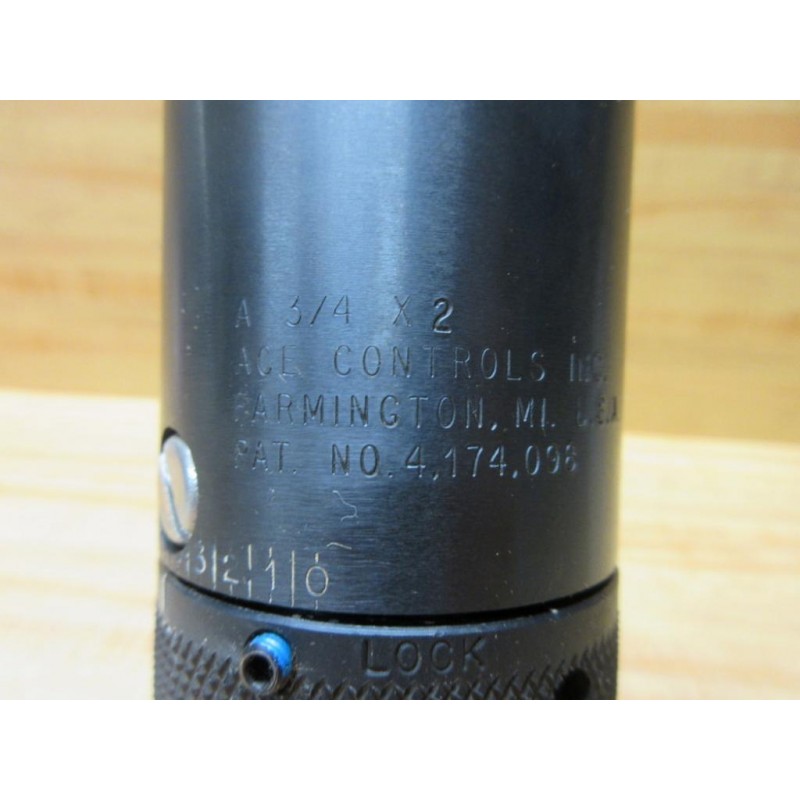 A 3/4 X 2
ACE CONTROLS INC.
FARMINGTON, MI. U.S.A
PAT. NO. 4,174,098
3 2 1 0
LOCK